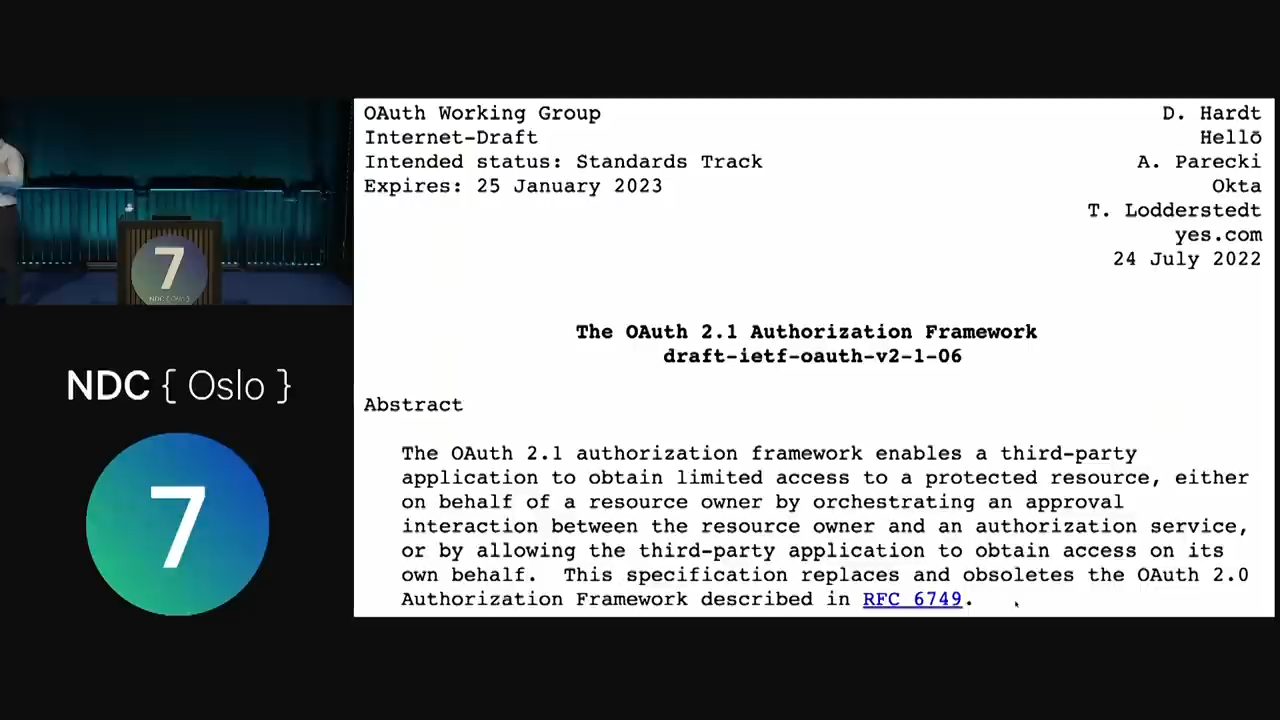 OAuth Working Group
Internet-Draft
Intended status: Standards Track
Expires: 25 January 2023
D. Hardt
Hellō
A. Parecki
Okta
T. Lodderstedt
yes.com
24 July 2022
The OAuth 2.1 Authorization Framework
draft-ietf-oauth-v2-1-06
Abstract
The OAuth 2.1 authorization framework enables a third-party
application to obtain limited access to a protected resource, either
on behalf of a resource owner by orchestrating an approval
interaction between the resource owner and an authorization service,
or by allowing the third-party application to obtain access on its
own behalf.  This specification replaces and obsoletes the OAuth 2.0
Authorization Framework described in RFC 6749.
7
NDC { Oslo }
NDC { Oslo }
7